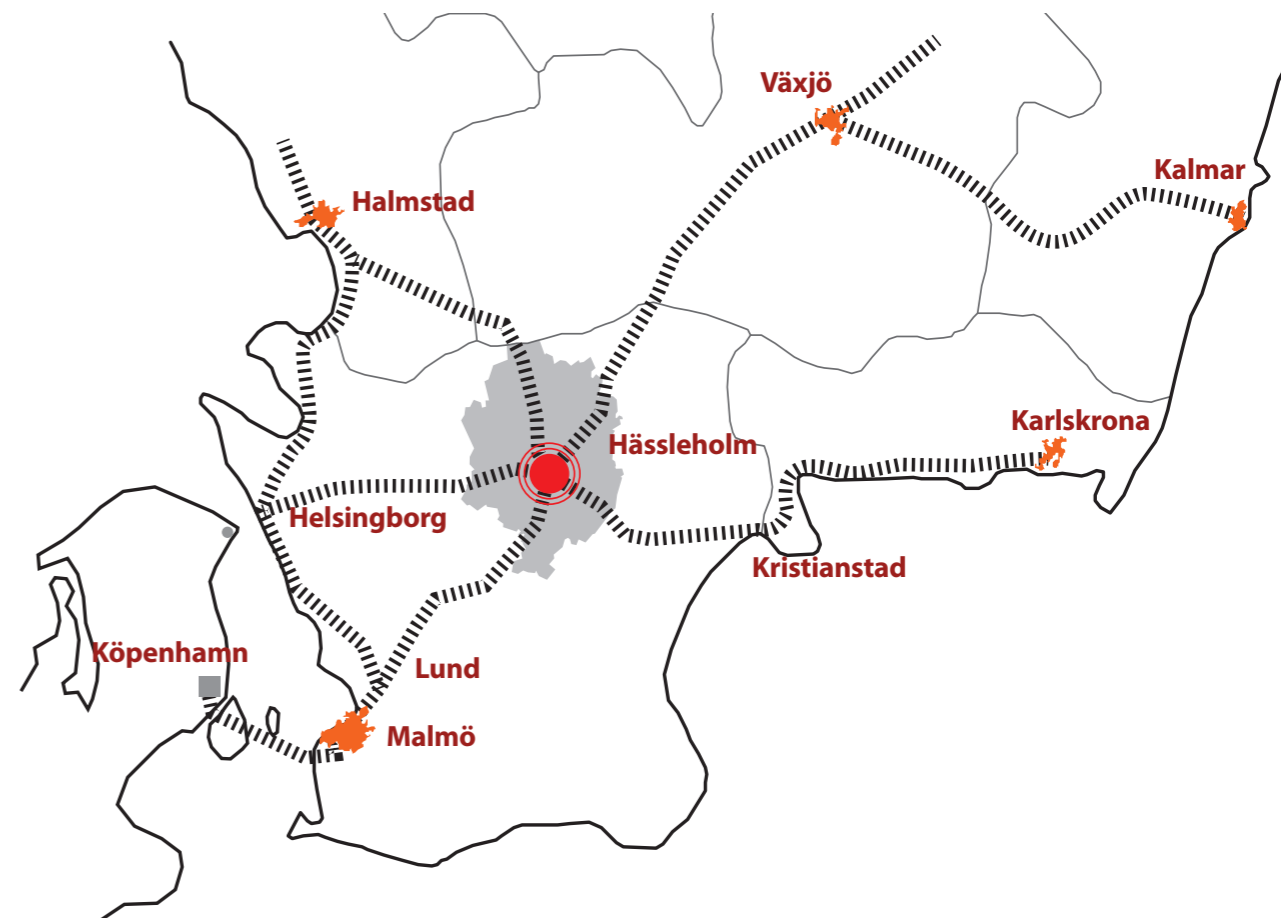 Växjö
Kalmar
Halmstad
Karlskrona
Hässleholm
Helsingborg
Kristianstad
Köpenhamn
Lund
Malmö